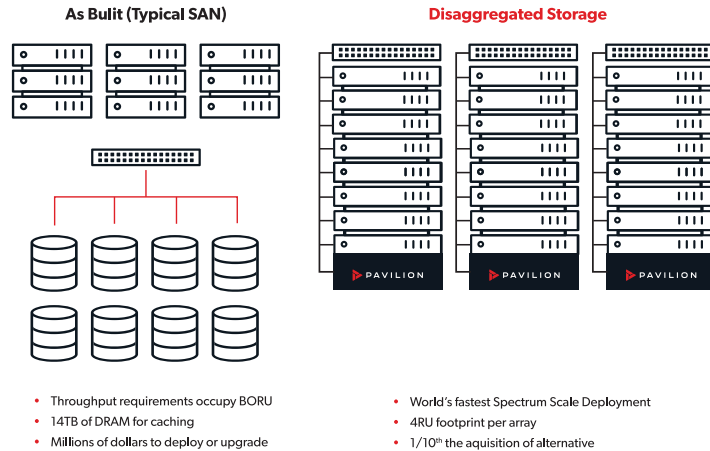 As Bulit (Typical SAN)
Disaggregated Storage
PAVILION
PAVILION
PAVILION
• Throughput requirements occupy BORU
• 14TB of DRAM for caching
• Millions of dollars to deploy or upgrade
• World's fastest Spectrum Scale Deployment
• 4RU footprint per array
• 1/10th the aquisition of alternative